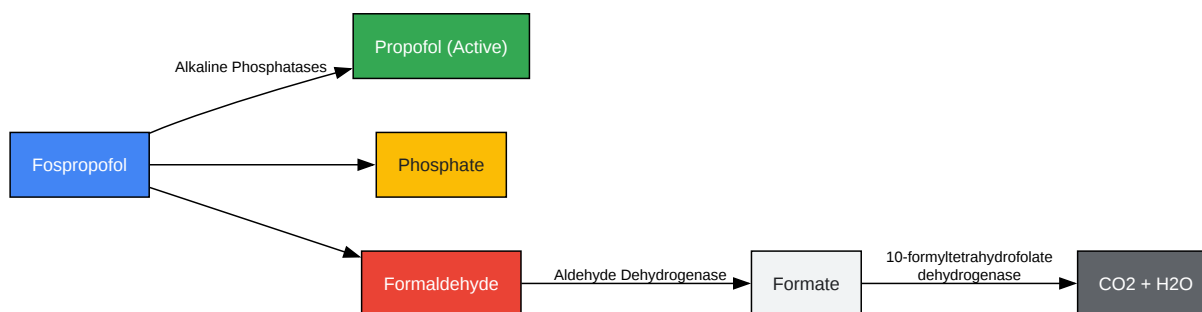 Propofol (Active)
Alkaline Phosphatases
Fospropofol
Phosphate
Formaldehyde
Aldehyde Dehydrogenase
Formate
10-formyltetrahydrofolate
dehydrogenase
CO2 + H2O